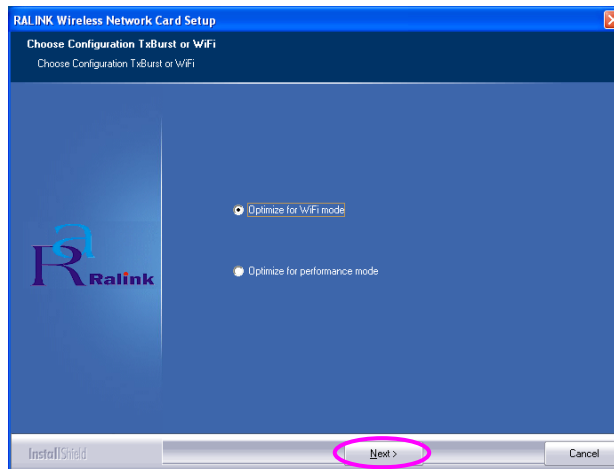 RALINK Wireless Network Card Setup
Choose Configuration TxBurst or WiFi
Choose Configuration TxBurst or WiFi
Optimize for WiFi mode
Ralink
Optimize for performance mode
InstallShield
Next >
Cancel